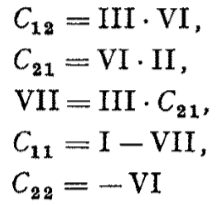 C₁₂ = III · VI,
C₂₁ = VI · II,
VII = III · C₂₁,
C₁₁ = I − VII,
C₂₂ = − VI